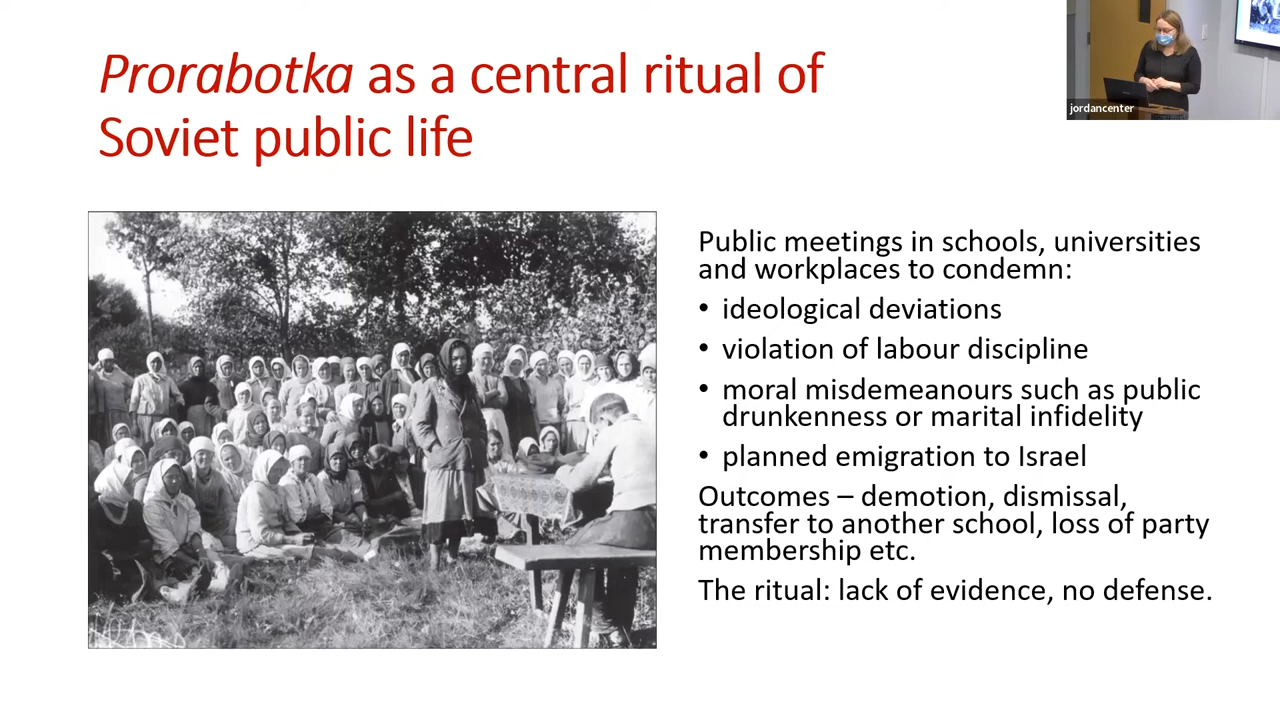 Prorabotka as a central ritual of
Soviet public life
jordancenter
Public meetings in schools, universities
and workplaces to condemn:
• ideological deviations
• violation of labour discipline
• moral misdemeanours such as public
drunkenness or marital infidelity
• planned emigration to Israel
Outcomes – demotion, dismissal,
transfer to another school, loss of party
membership etc.
The ritual: lack of evidence, no defense.